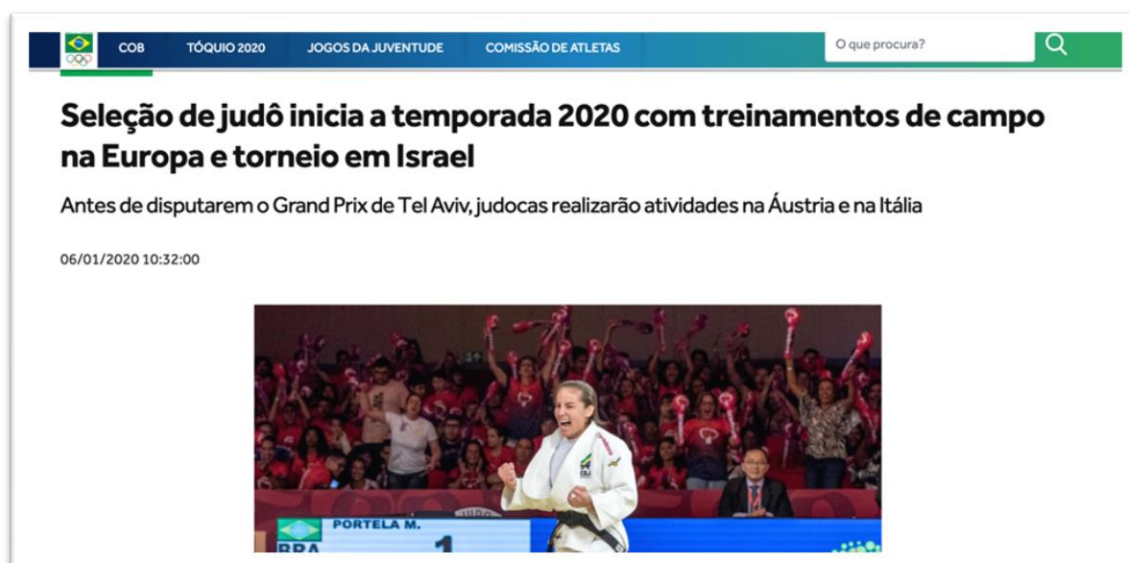 COB TÓQUIO 2020 JOGOS DA JUVENTUDE COMISSÃO DE ATLETAS O que procura?
Seleção de judô inicia a temporada 2020 com treinamentos de campo
na Europa e torneio em Israel
Antes de disputarem o Grand Prix de Tel Aviv, judocas realizarão atividades na Áustria e na Itália
06/01/2020 10:32:00
PORTELA M.
BRA 1